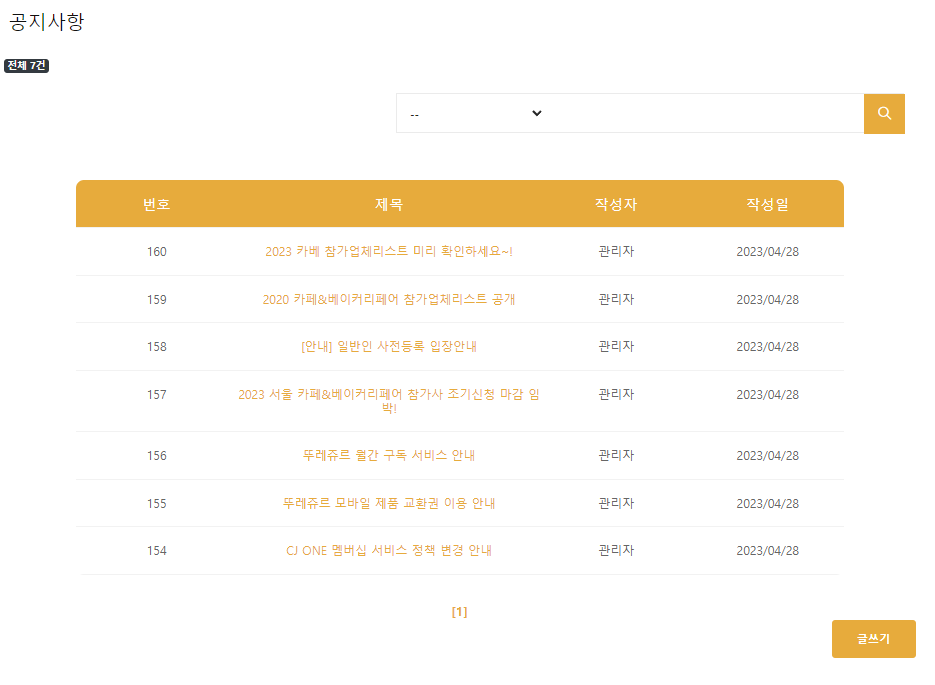 공지사항
전체 7건
--
번호 제목 작성자 작성일
160 2023 카베 참가업체리스트 미리 확인하세요~! 관리자 2023/04/28
159 2020 카페&베이커리페어 참가업체리스트 공개 관리자 2023/04/28
158 [안내] 일반인 사전등록 입장안내 관리자 2023/04/28
157 2023 서울 카페&베이커리페어 참가사 조기신청 마감 임 관리자 2023/04/28
박!
156 뚜레쥬르 월간 구독 서비스 안내 관리자 2023/04/28
155 뚜레쥬르 모바일 제품 교환권 이용 안내 관리자 2023/04/28
154 CJ ONE 멤버십 서비스 정책 변경 안내 관리자 2023/04/28
[1]
글쓰기